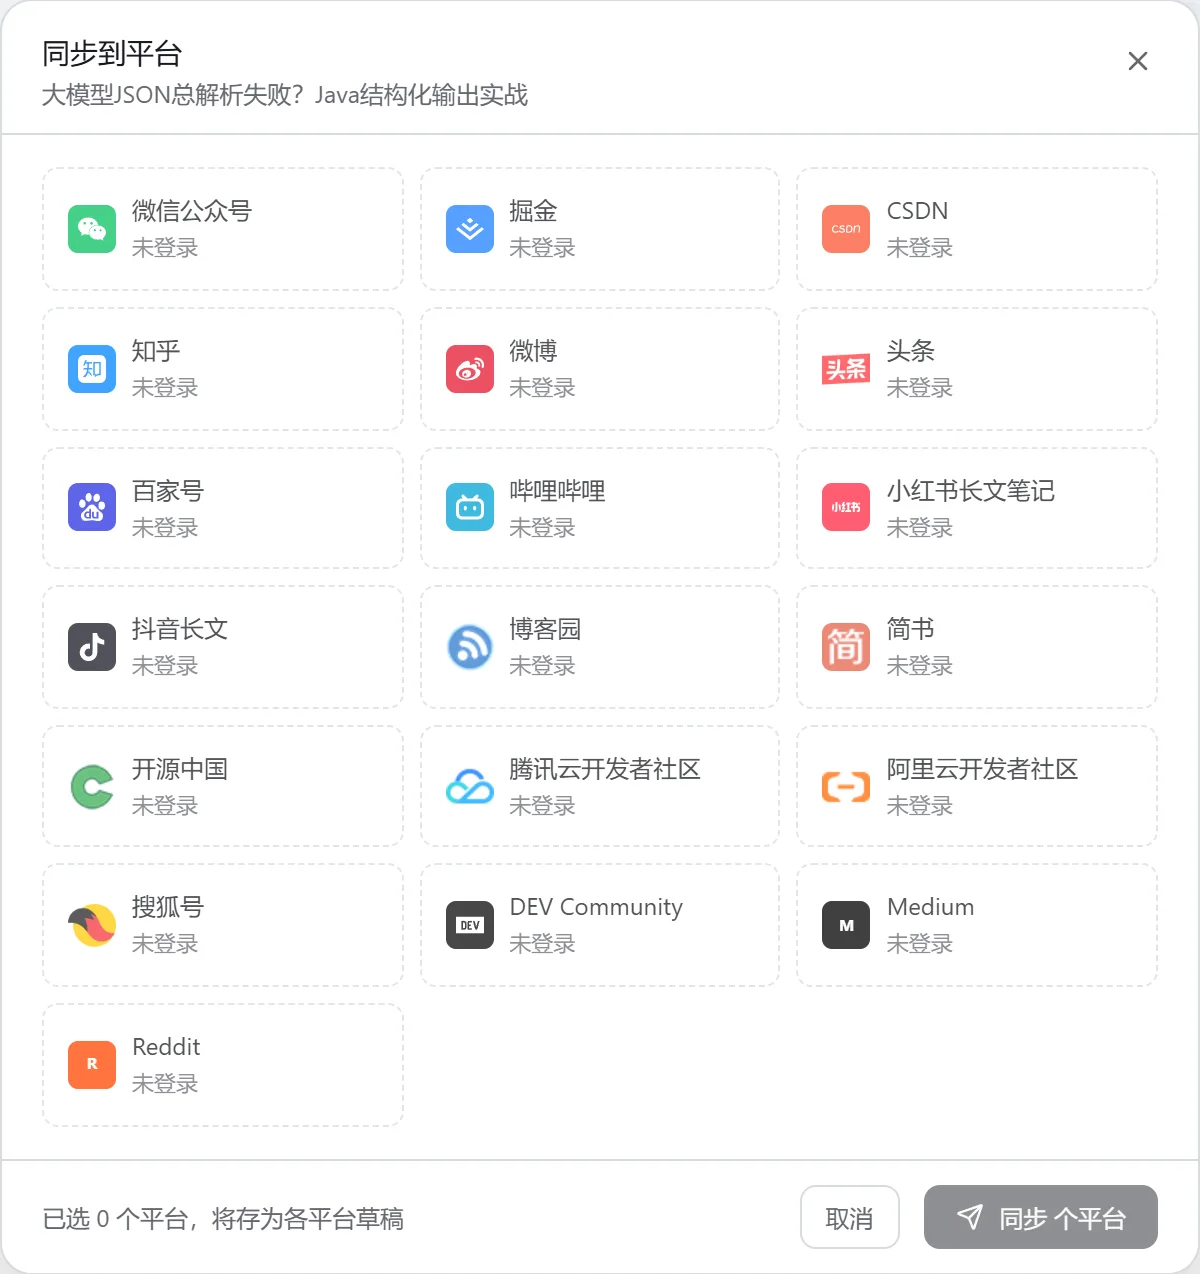 同步到平台
大模型JSON总解析失败？Java结构化输出实战
微信公众号
未登录
掘金
未登录
CSDN
CSDN
未登录
知
知乎
未登录
微博
未登录
头条
头条
未登录
du
百家号
未登录
哔哩哔哩
未登录
小红书
小红书长文笔记
未登录
抖音长文
未登录
博客园
未登录
简
简书
未登录
开源中国
未登录
腾讯云开发者社区
未登录
阿里云开发者社区
未登录
搜狐号
未登录
DEV
DEV Community
未登录
M
Medium
未登录
R
Reddit
未登录
已选 0 个平台，将存为各平台草稿
取消
同步 个平台